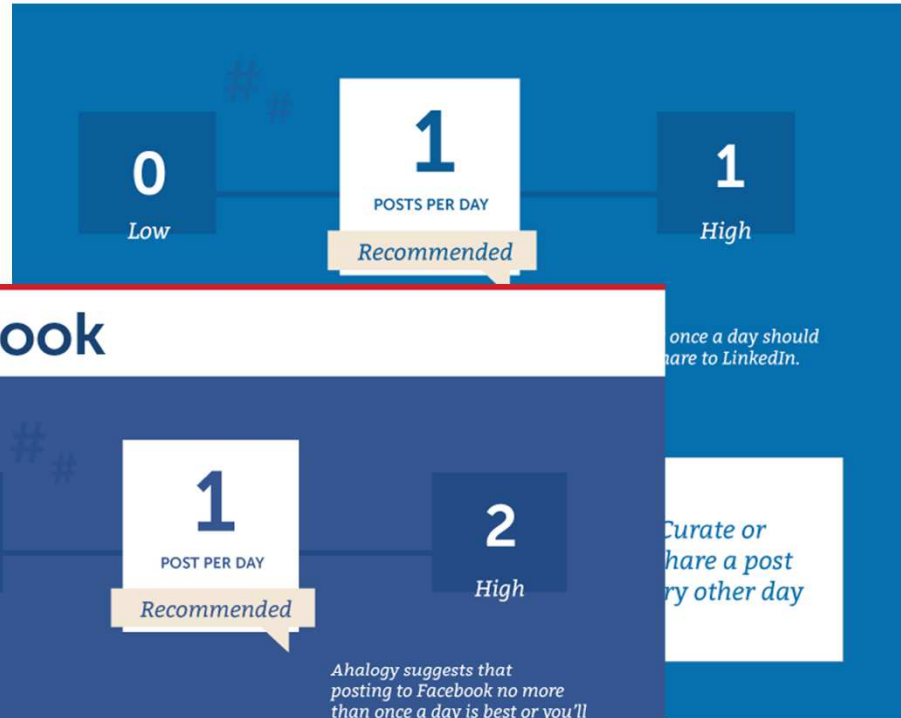 #
#
0
Low
1
POSTS PER DAY
Recommended
1
High
once a day should
are to LinkedIn.
Curate or
hare a post
ry other day
ook
#
#
1
POST PER DAY
Recommended
2
High
Ahalogy suggests that
posting to Facebook no more
than once a day is best or you'll